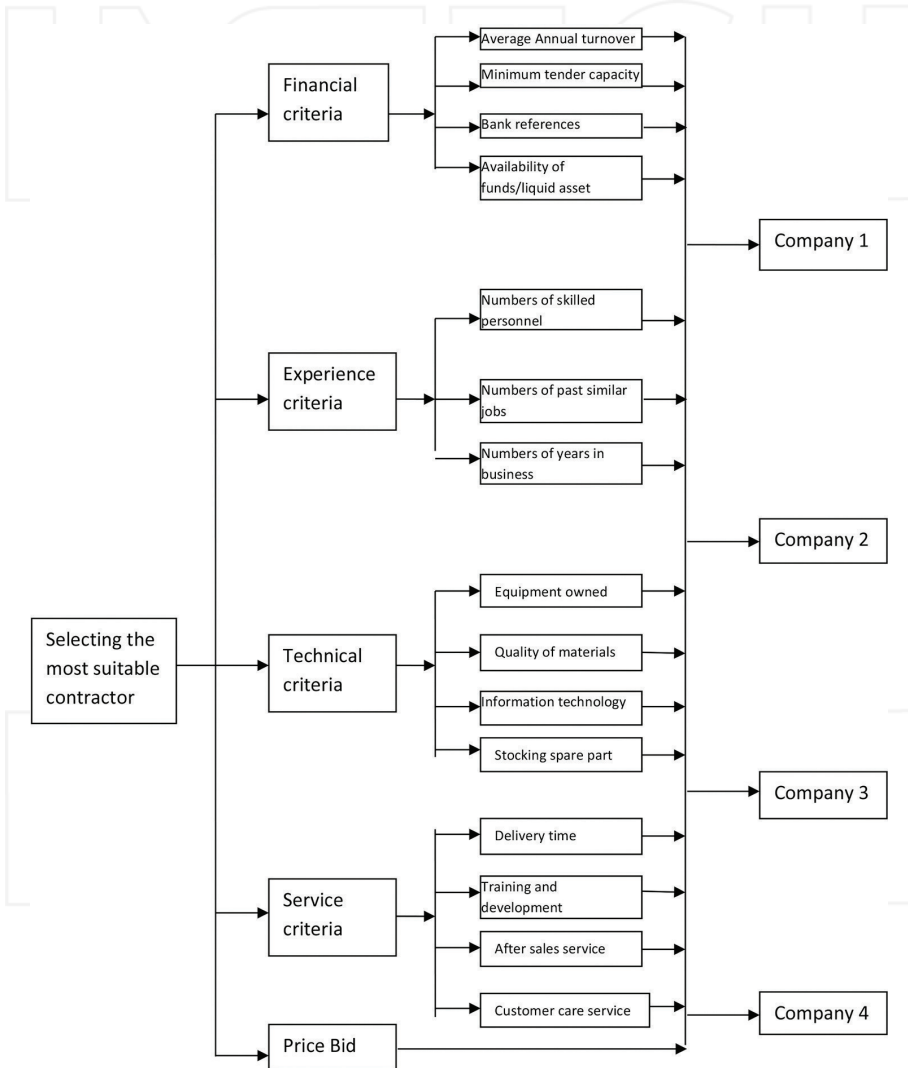 Selecting the
most suitable
contractor
Financial
criteria
Average Annual turnover
Minimum tender capacity
Bank references
Availability of
funds/liquid asset
Experience
criteria
Numbers of skilled
personnel
Numbers of past similar
jobs
Numbers of years in
business
Technical
criteria
Equipment owned
Quality of materials
Information technology
Stocking spare part
Service
criteria
Delivery time
Training and
development
After sales service
Customer care service
Price Bid
Company 1
Company 2
Company 3
Company 4